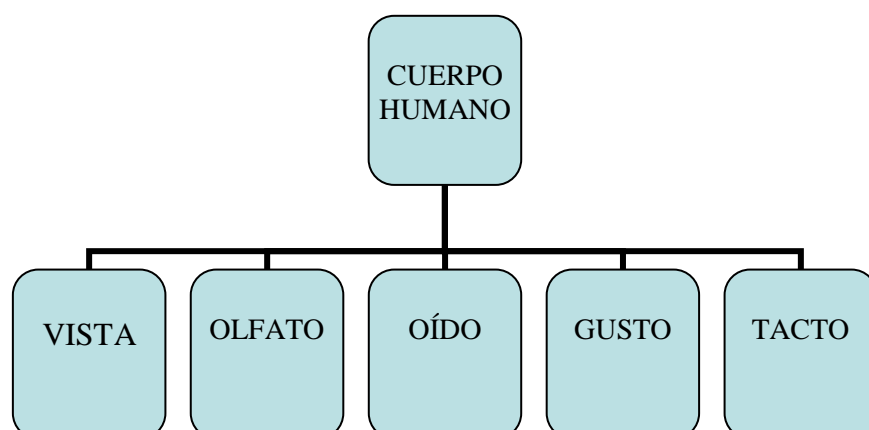 CUERPO
HUMANO
VISTA
OLFATO
OÍDO
GUSTO
TACTO